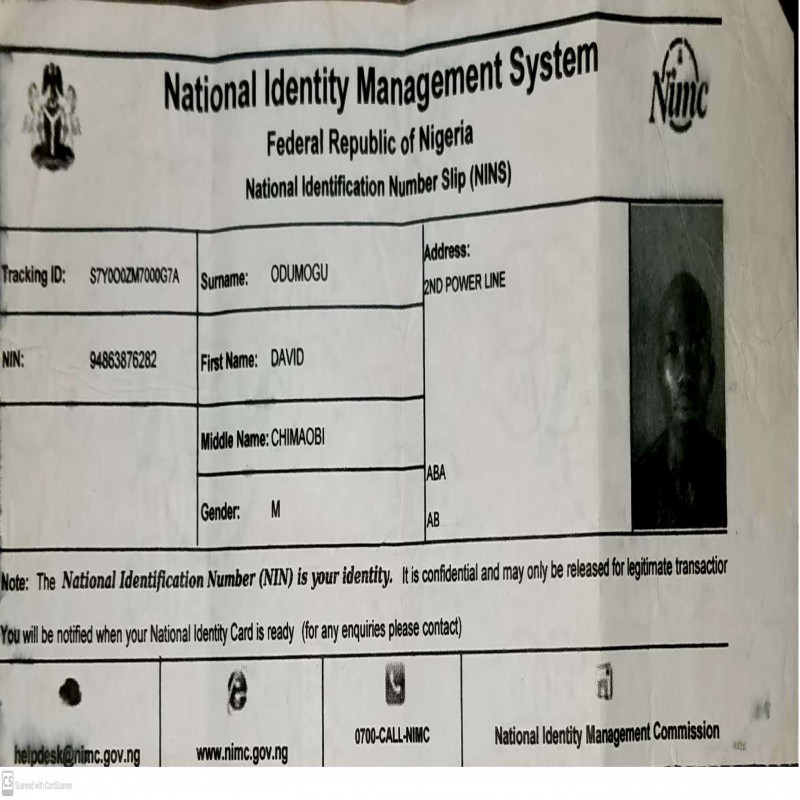 National Identity Management System
Federal Republic of Nigeria
National Identification Number Slip (NINS)
Nimc
Tracking ID: S7Y0O0ZM7000G7A
Surname: ODUMOGU
Address:
2ND POWER LINE
NIN: 94863876282
First Name: DAVID
Middle Name: CHIMAOBI
ABA
Gender: M
AB
Note: The National Identification Number (NIN) is your identity. It is confidential and may only be released for legitimate transaction
You will be notified when your National Identity Card is ready (for any enquiries please contact)
helpdesk@nimc.gov.ng
www.nimc.gov.ng
0700-CALL-NIMC
National Identity Management Commission
CS Scanned with CamScanner